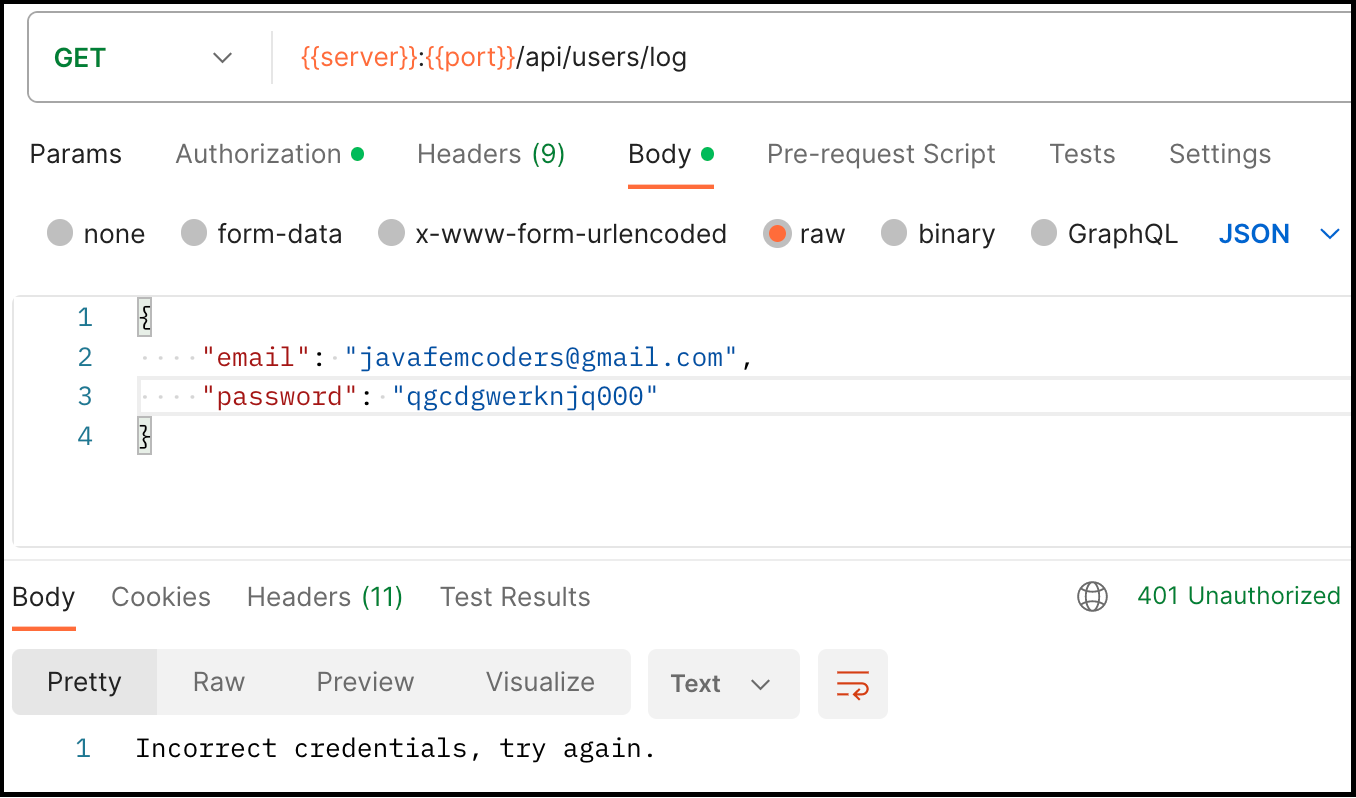 GET {{server}}:{{port}}/api/users/log
Params Authorization Headers (9) Body Pre-request Script Tests Settings
none form-data x-www-form-urlencoded raw binary GraphQL JSON
1 {
2 "email": "javafemcoders@gmail.com",
3 "password": "qgcdgwerknjq000"
4 }
Body Cookies Headers (11) Test Results 401 Unauthorized
Pretty Raw Preview Visualize Text
1 Incorrect credentials, try again.